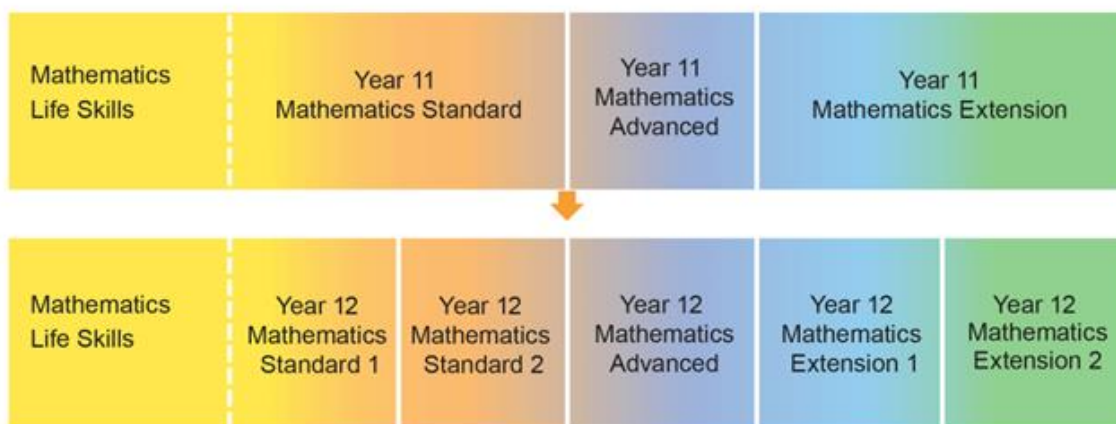 Mathematics
Life Skills
Year 11
Mathematics Standard
Year 11
Mathematics
Advanced
Year 11
Mathematics Extension
Mathematics
Life Skills
Year 12
Mathematics
Standard 1
Year 12
Mathematics
Standard 2
Year 12
Mathematics
Advanced
Year 12
Mathematics
Extension 1
Year 12
Mathematics
Extension 2